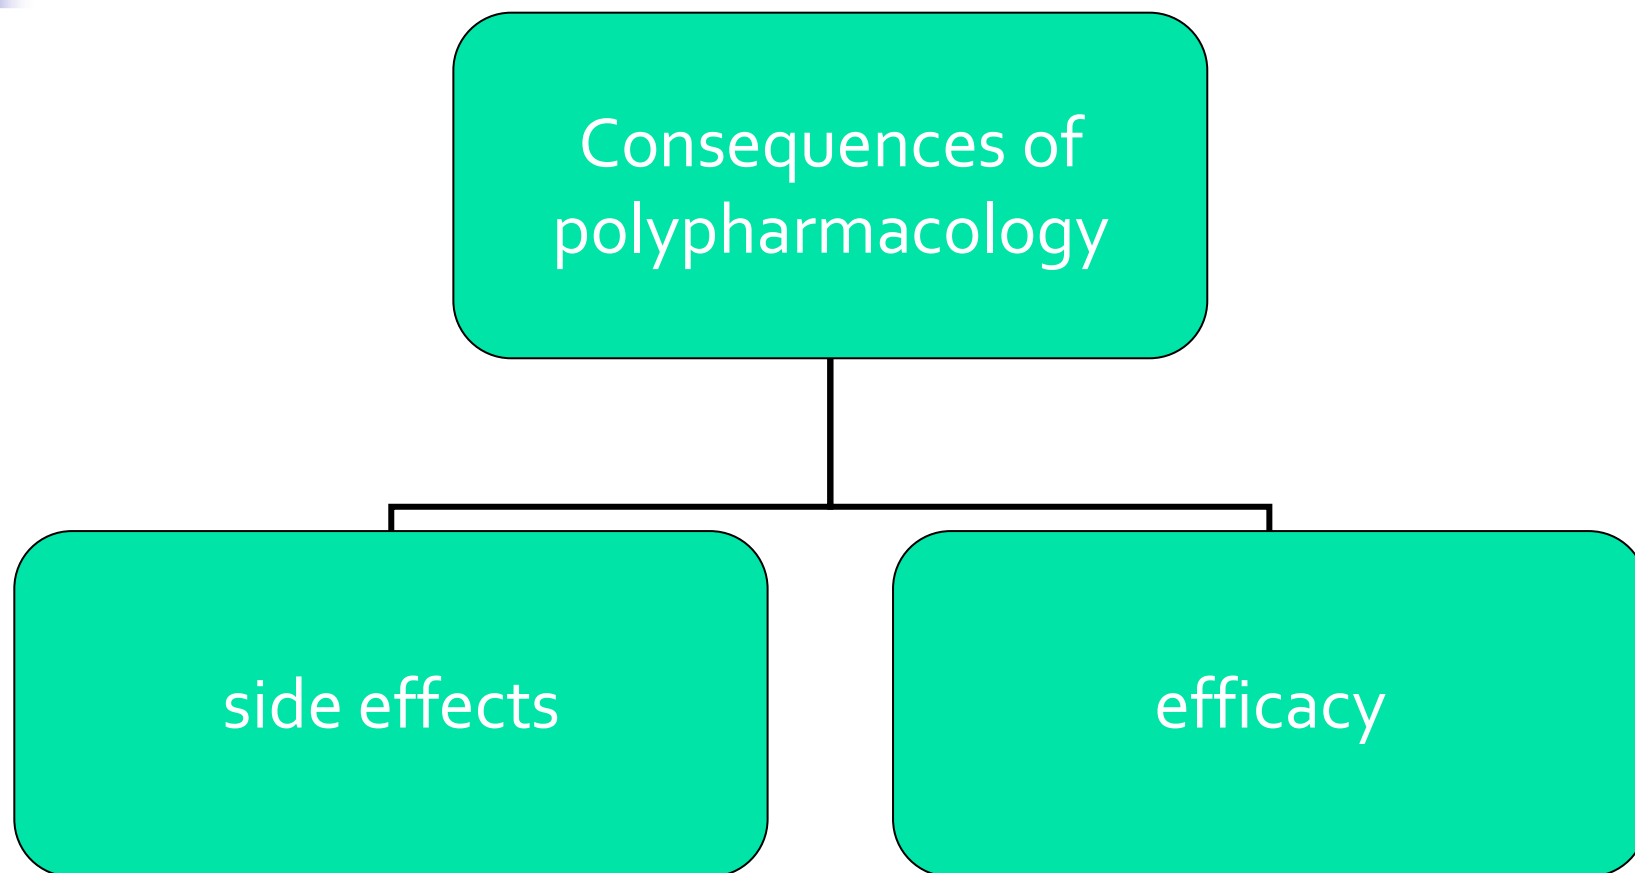 Consequences of
polypharmacology
side effects
efficacy